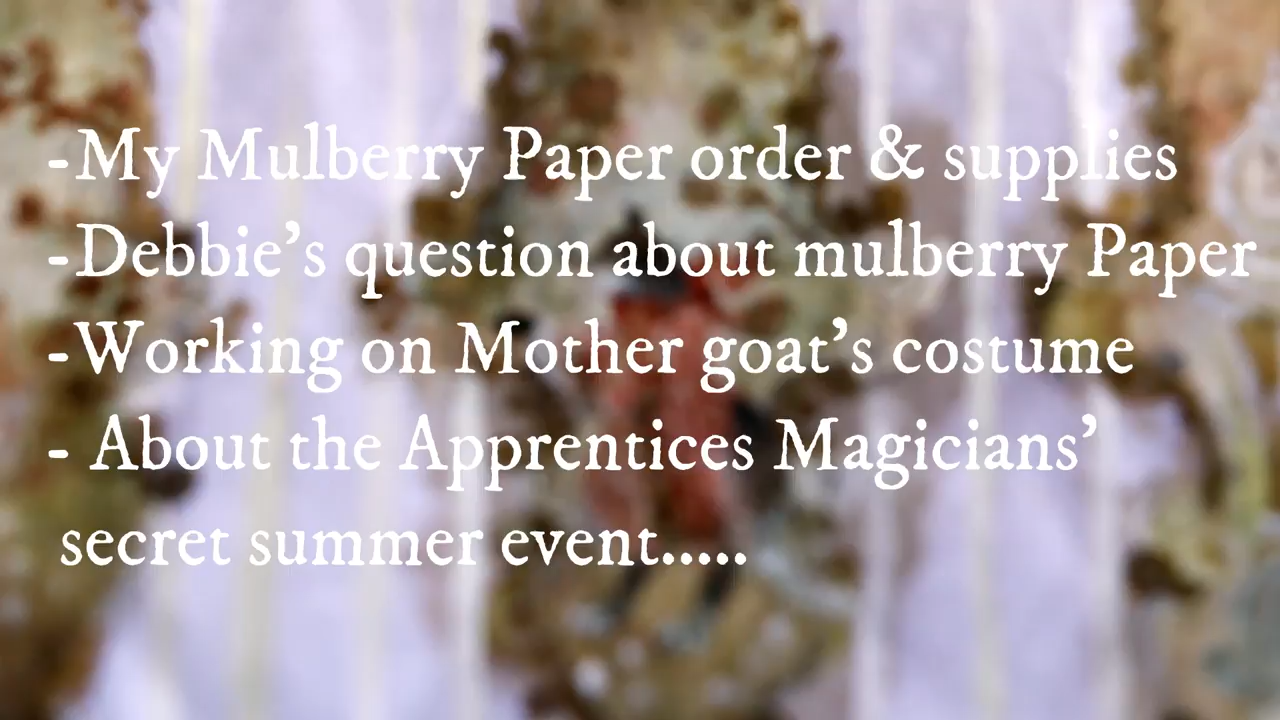 -My Mulberry Paper order & supplies
-Debbie's question about mulberry Paper
-Working on Mother goat's costume
- About the Apprentices Magicians'
secret summer event.....